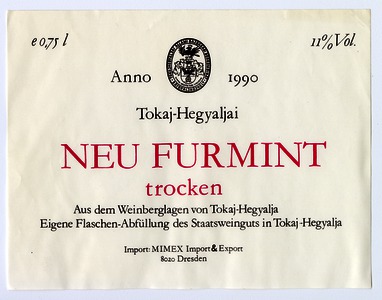 e 0,75 l 11% Vol.
Anno 1990
Tokaj-Hegyaljai
NEU FURMINT
trocken
Aus dem Weinberglagen von Tokaj-Hegyalja
Eigene Flaschen-Abfüllung des Staatsweinguts in Tokaj-Hegyalja
Import: MIMEX Import & Export
8020 Dresden